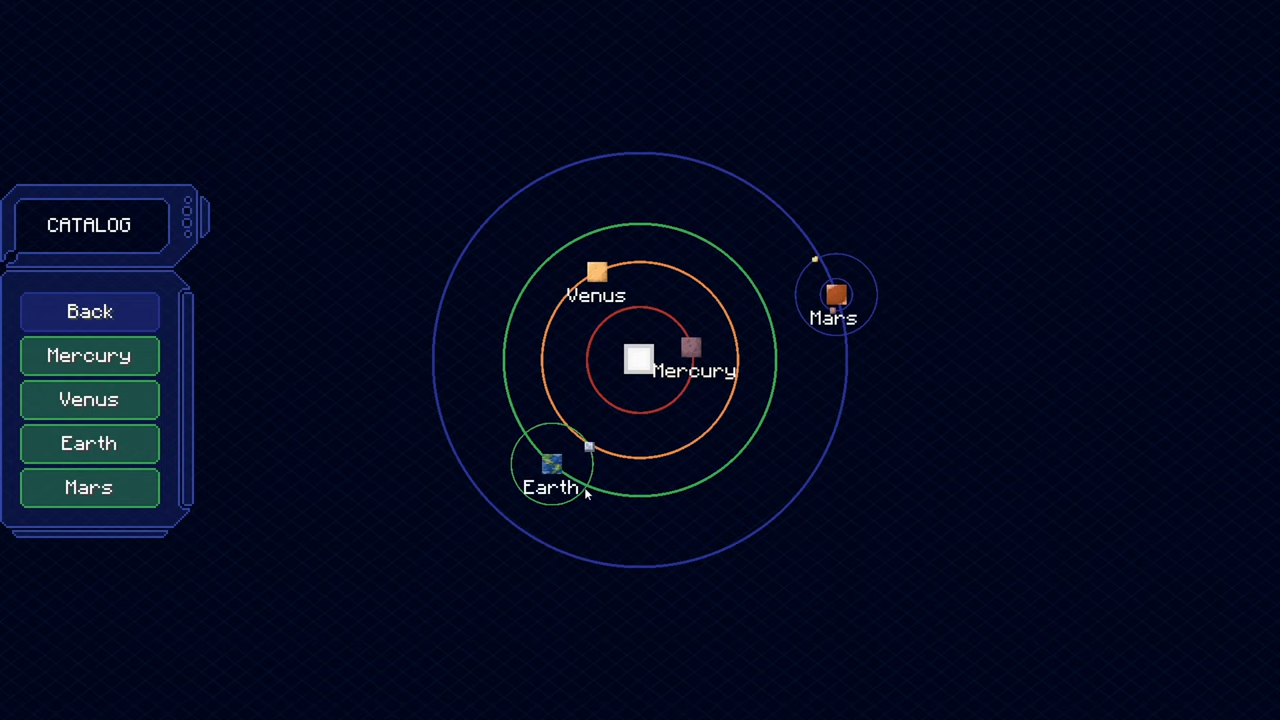 CATALOG
Back
Mercury
Venus
Earth
Mars
Venus
Mars
Mercury
Earth